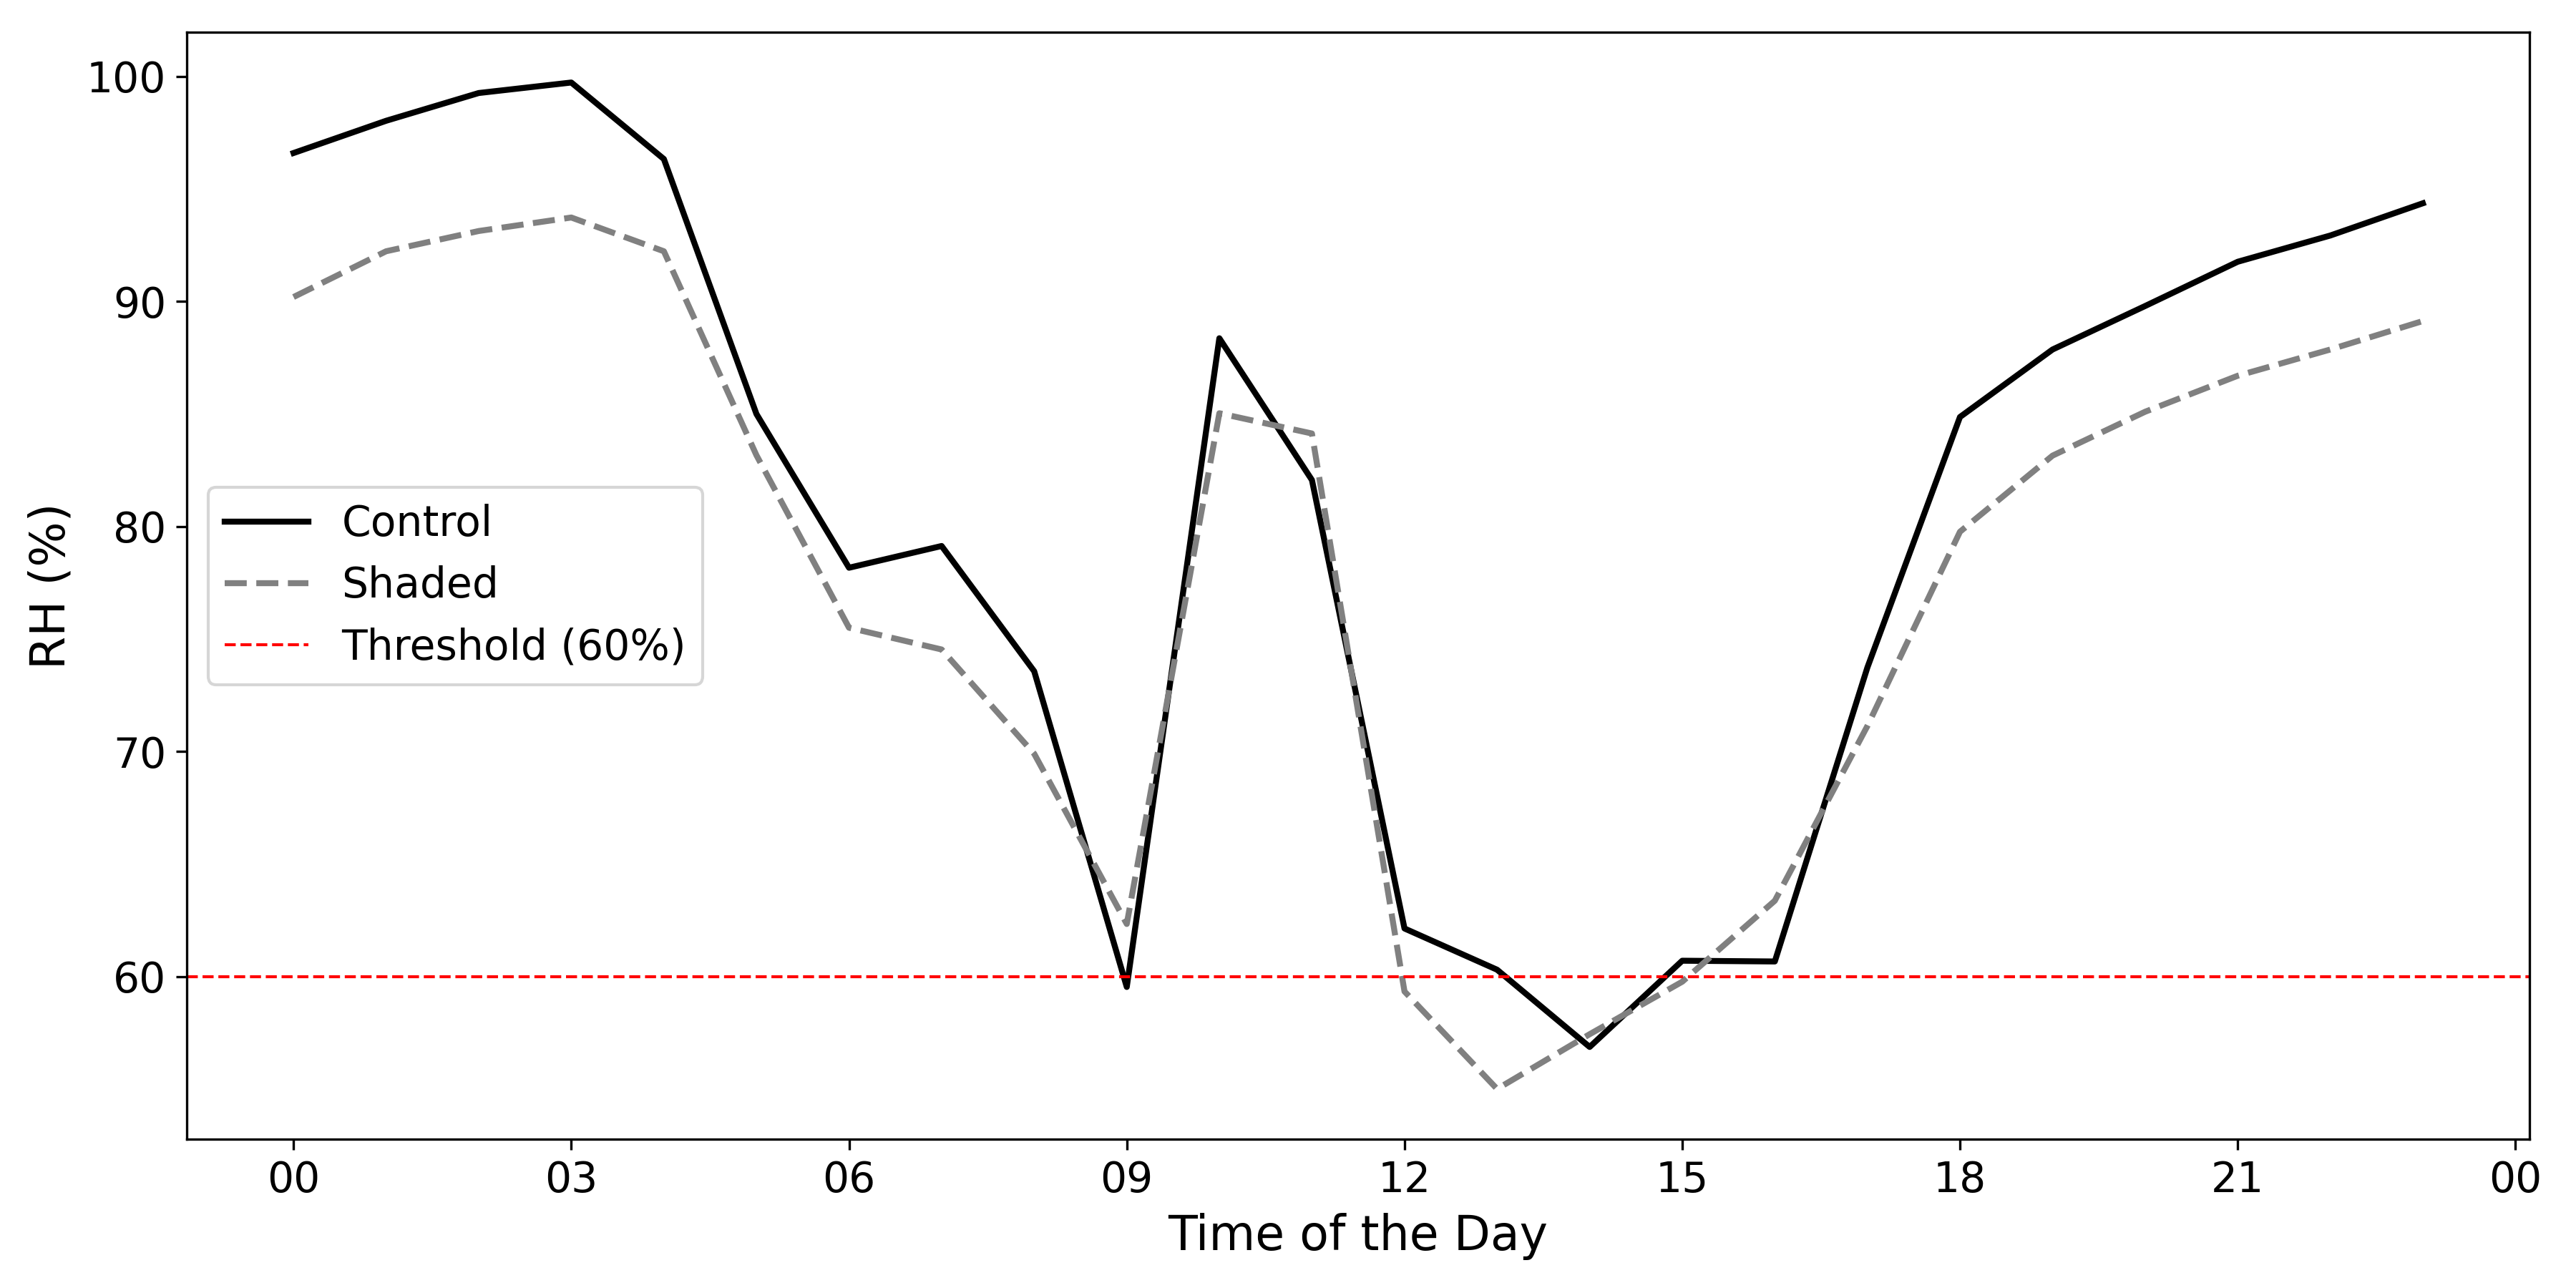 100
90
80
70
60
RH (%)
Control
Shaded
Threshold (60%)
00 03 06 09 12 15 18 21 00
Time of the Day